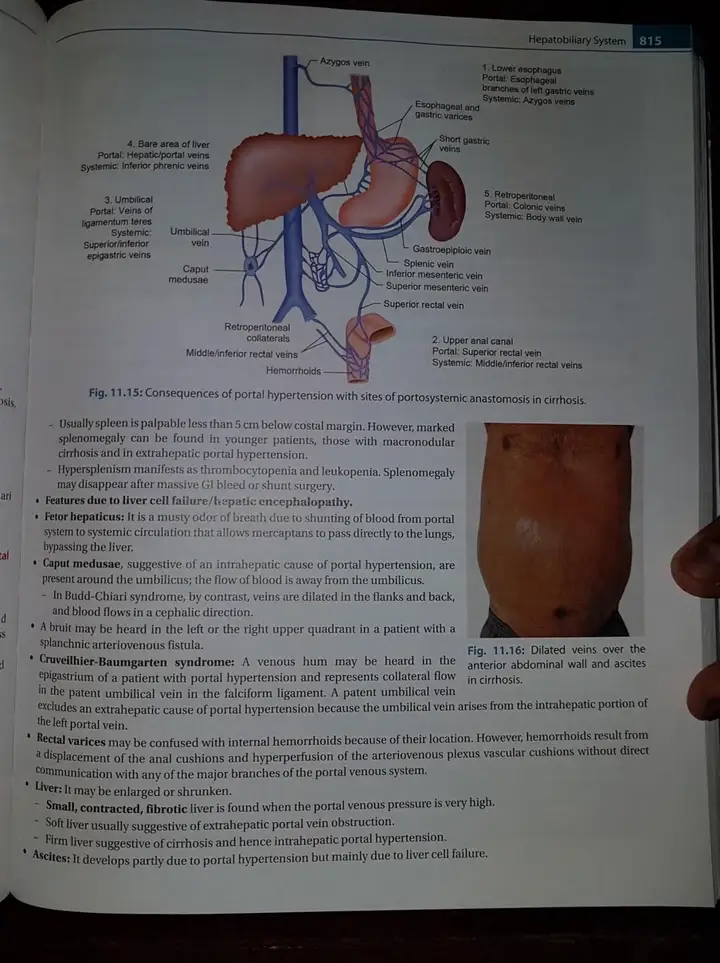 Hepatobiliary System 815
Azygos vein
1. Lower esophagus
Portal: Esophageal
branches of left gastric veins
Systemic: Azygos veins
Esophageal and
gastric varices
Short gastric
veins
4. Bare area of liver
Portal: Hepatic/portal veins
Systemic: Inferior phrenic veins
3. Umbilical
Portal: Veins of
ligamentum teres
Systemic:
Superior/inferior
epigastric veins
Umbilical
vein
Caput
medusae
5. Retroperitoneal
Portal: Colonic veins
Systemic: Body wall vein
Gastroepiploic vein
Splenic vein
Inferior mesenteric vein
Superior mesenteric vein
Superior rectal vein
Retroperitoneal
collaterals
Middle/inferior rectal veins
Hemorrhoids
2. Upper anal canal
Portal: Superior rectal vein
Systemic: Middle/inferior rectal veins
Fig. 11.15: Consequences of portal hypertension with sites of portosystemic anastomosis in cirrhosis.
– Usually spleen is palpable less than 5 cm below costal margin. However, marked
splenomegaly can be found in younger patients, those with macronodular
cirrhosis and in extrahepatic portal hypertension.
– Hypersplenism manifests as thrombocytopenia and leukopenia. Splenomegaly
may disappear after massive GI bleed or shunt surgery.
• Features due to liver cell failure/hepatic encephalopathy.
• Fetor hepaticus: It is a musty odor of breath due to shunting of blood from portal
system to systemic circulation that allows mercaptans to pass directly to the lungs,
bypassing the liver.
• Caput medusae, suggestive of an intrahepatic cause of portal hypertension, are
present around the umbilicus; the flow of blood is away from the umbilicus.
– In Budd-Chiari syndrome, by contrast, veins are dilated in the flanks and back,
and blood flows in a cephalic direction.
• A bruit may be heard in the left or the right upper quadrant in a patient with a
splanchnic arteriovenous fistula.
• Cruveilhier-Baumgarten syndrome: A venous hum may be heard in the
epigastrium of a patient with portal hypertension and represents collateral flow
in the patent umbilical vein in the falciform ligament. A patent umbilical vein
excludes an extrahepatic cause of portal hypertension because the umbilical vein arises from the intrahepatic portion of
the left portal vein.
Fig. 11.16: Dilated veins over the
anterior abdominal wall and ascites
in cirrhosis.
• Rectal varices may be confused with internal hemorrhoids because of their location. However, hemorrhoids result from
a displacement of the anal cushions and hyperperfusion of the arteriovenous plexus vascular cushions without direct
communication with any of the major branches of the portal venous system.
• Liver: It may be enlarged or shrunken.
– Small, contracted, fibrotic liver is found when the portal venous pressure is very high.
– Soft liver usually suggestive of extrahepatic portal vein obstruction.
– Firm liver suggestive of cirrhosis and hence intrahepatic portal hypertension.
• Ascites: It develops partly due to portal hypertension but mainly due to liver cell failure.